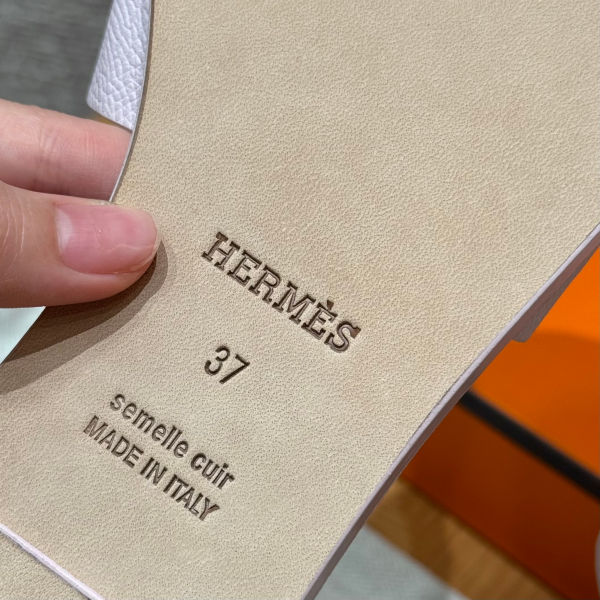 HERMÈS
37
semelle cuir
MADE IN ITALY